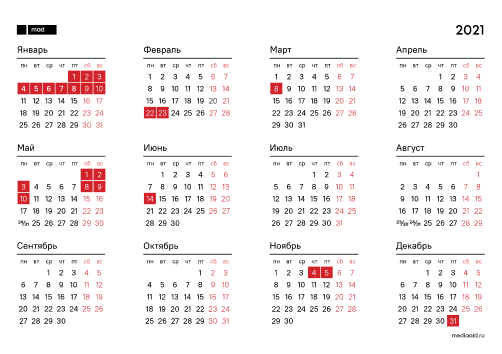 mad
2021
Январь
пн вт ср чт пт сб вс
1 2 3
4 5 6 7 8 9 10
11 12 13 14 15 16 17
18 19 20 21 22 23 24
25 26 27 28 29 30 31
Февраль
пн вт ср чт пт сб вс
1 2 3 4 5 6 7
8 9 10 11 12 13 14
15 16 17 18 19 20 21
22 23 24 25 26 27 28
Март
пн вт ср чт пт сб вс
1 2 3 4 5 6 7
8 9 10 11 12 13 14
15 16 17 18 19 20 21
22 23 24 25 26 27 28
29 30 31
Апрель
пн вт ср чт пт сб вс
1 2 3 4
5 6 7 8 9 10 11
12 13 14 15 16 17 18
19 20 21 22 23 24 25
26 27 28 29 30
Май
пн вт ср чт пт сб вс
1 2
3 4 5 6 7 8 9
10 11 12 13 14 15 16
17 18 19 20 21 22 23
24/31 25 26 27 28 29 30
Июнь
пн вт ср чт пт сб вс
1 2 3 4 5 6
7 8 9 10 11 12 13
14 15 16 17 18 19 20
21 22 23 24 25 26 27
28 29 30
Июль
пн вт ср чт пт сб вс
1 2 3 4
5 6 7 8 9 10 11
12 13 14 15 16 17 18
19 20 21 22 23 24 25
26 27 28 29 30 31
Август
пн вт ср чт пт сб вс
1
2 3 4 5 6 7 8
9 10 11 12 13 14 15
16 17 18 19 20 21 22
23/30 24/31 25 26 27 28 29
Сентябрь
пн вт ср чт пт сб вс
1 2 3 4 5
6 7 8 9 10 11 12
13 14 15 16 17 18 19
20 21 22 23 24 25 26
27 28 29 30
Октябрь
пн вт ср чт пт сб вс
1 2 3
4 5 6 7 8 9 10
11 12 13 14 15 16 17
18 19 20 21 22 23 24
25 26 27 28 29 30 31
Ноябрь
пн вт ср чт пт сб вс
1 2 3 4 5 6 7
8 9 10 11 12 13 14
15 16 17 18 19 20 21
22 23 24 25 26 27 28
29 30
Декабрь
пн вт ср чт пт сб вс
1 2 3 4 5
6 7 8 9 10 11 12
13 14 15 16 17 18 19
20 21 22 23 24 25 26
27 28 29 30 31
mediaaid.ru